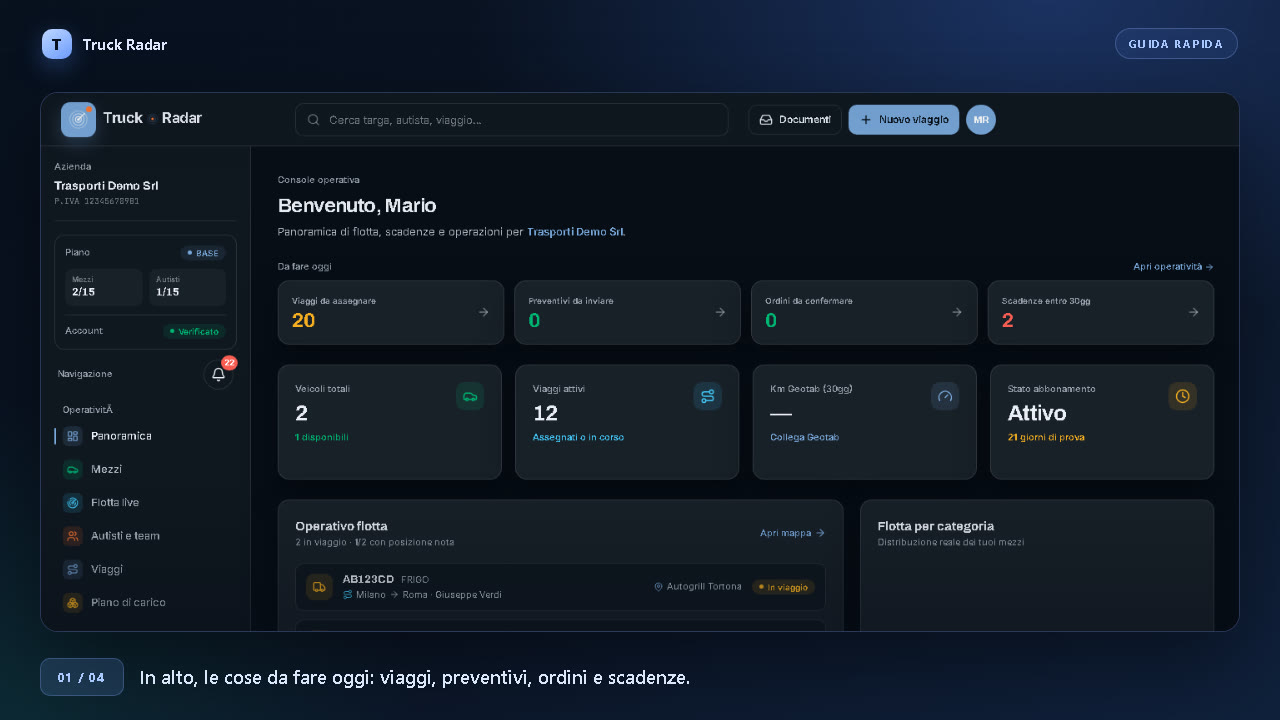 T Truck Radar
GUIDA RAPIDA
Truck Radar
Cerca targa, autista, viaggio...
Documenti
+ Nuovo viaggio
MR
Azienda
Trasporti Demo Srl
P.IVA 12345678901
Piano
BASE
Mezzi
2/15
Autisti
1/15
Account
Verificato
Navigazione
22
OperativitÃ
Panoramica
Mezzi
Flotta live
Autisti e team
Viaggi
Piano di carico
Console operativa
Benvenuto, Mario
Panoramica di flotta, scadenze e operazioni per Trasporti Demo Srl.
Da fare oggi
Apri operatività →
Viaggi da assegnare
20
→
Preventivi da inviare
0
→
Ordini da confermare
0
→
Scadenze entro 30gg
2
→
Veicoli totali
2
1 disponibili
Viaggi attivi
12
Assegnati o in corso
Km Geotab (30gg)
—
Collega Geotab
Stato abbonamento
Attivo
21 giorni di prova
Operativo flotta
2 in viaggio · 1/2 con posizione nota
Apri mappa →
AB123CD FRIGO
Milano → Roma · Giuseppe Verdi
Autogrill Tortona
In viaggio
Flotta per categoria
Distribuzione reale dei tuoi mezzi
01 / 04
In alto, le cose da fare oggi: viaggi, preventivi, ordini e scadenze.